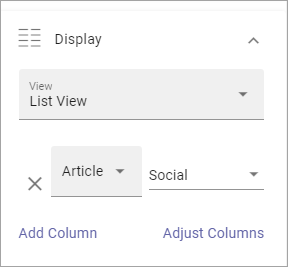 Display
View
List View
Article
Social
Add Column
Adjust Columns